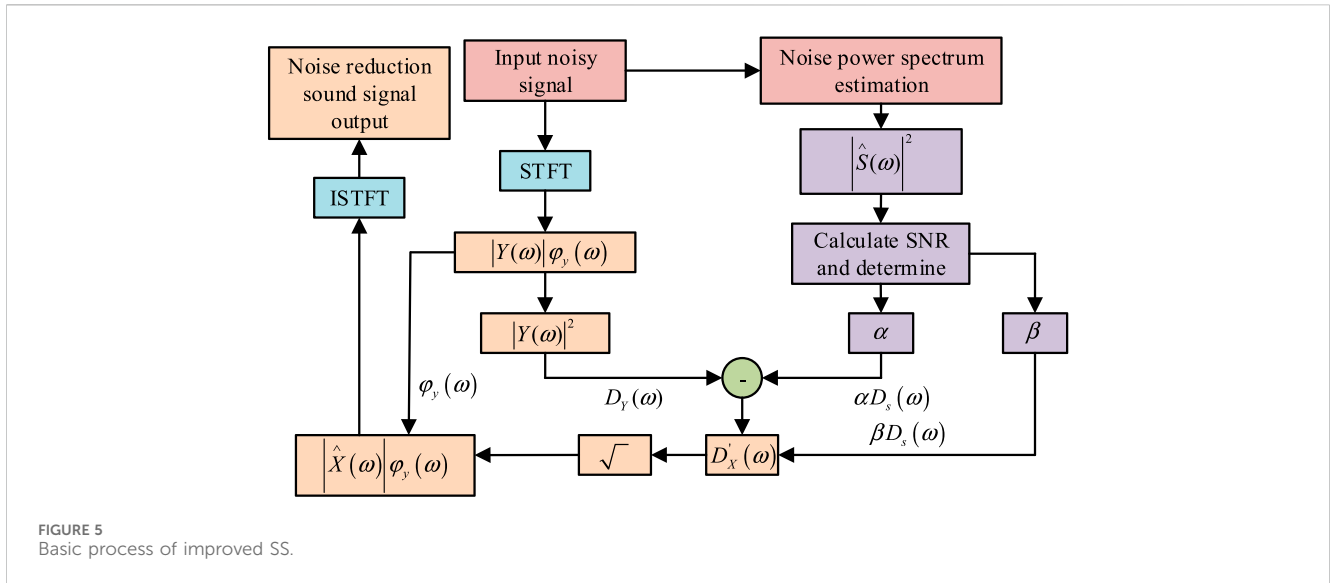 Noise reduction
sound signal
output
Input noisy
signal
Noise power spectrum
estimation
STFT
|Ŝ(ω)|²
ISTFT
|Y(ω)|φ_y(ω)
Calculate SNR
and determine
|Y(ω)|²
α
β
-
φ_y(ω)
D_Y(ω)
αD_s(ω)
βD_s(ω)
|X̂(ω)|φ_y(ω)
√
D'_X(ω)
FIGURE 5
Basic process of improved SS.